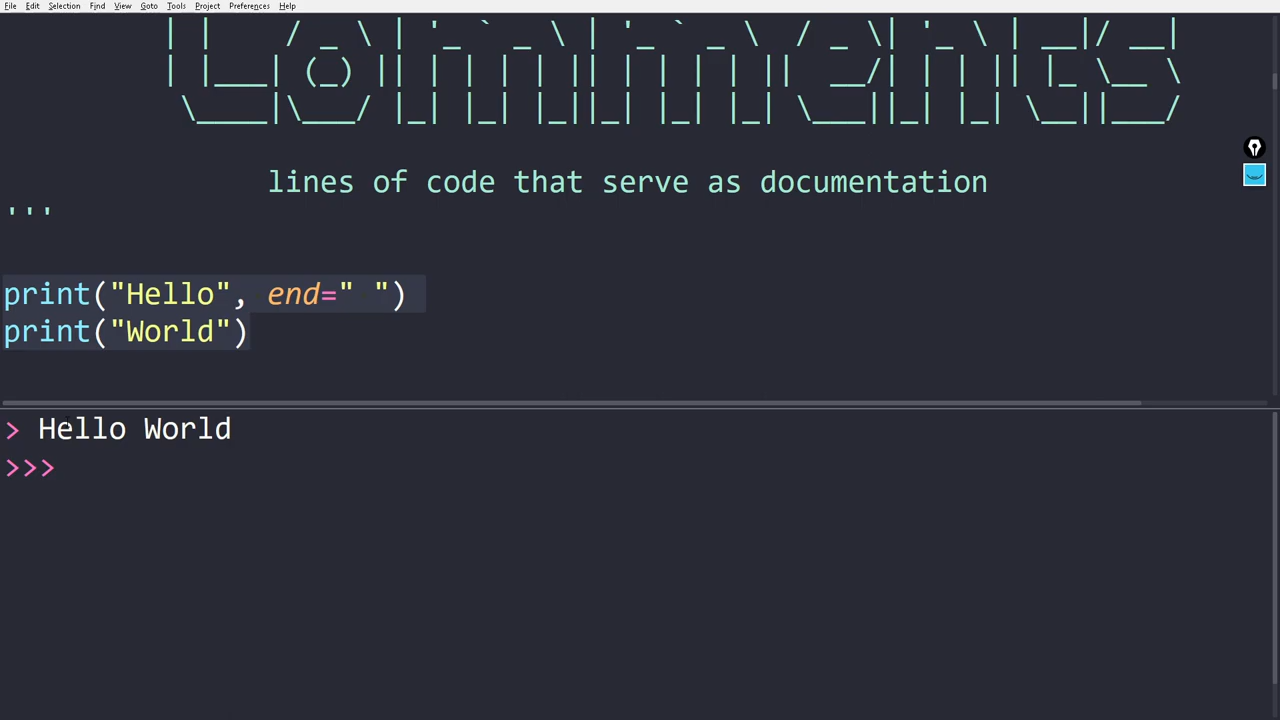 File Edit Selection Find View Goto Tools Project Preferences Help
Comments
lines of code that serve as documentation
'''
print("Hello", end=" ")
print("World")
> Hello World
>>>